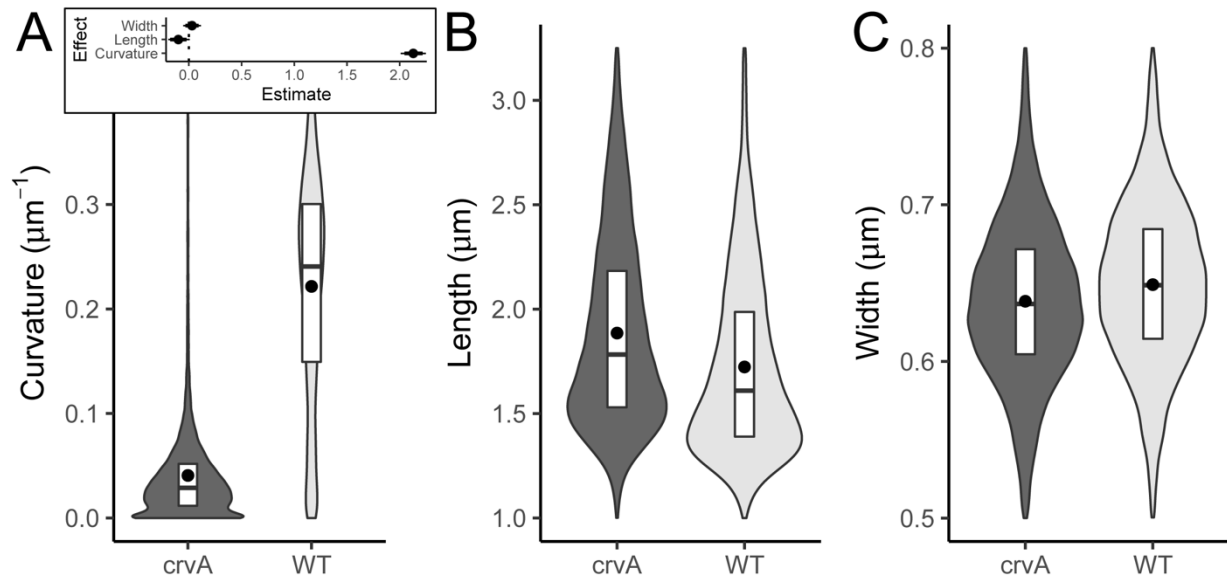 A
Effect
Width
Length
Curvature
0.0 0.5 1.0 1.5 2.0
Estimate
Curvature (μm⁻¹)
0.3
0.2
0.1
0.0
crvA WT
B
Length (μm)
3.0
2.5
2.0
1.5
1.0
crvA WT
C
Width (μm)
0.8
0.7
0.6
0.5
crvA WT